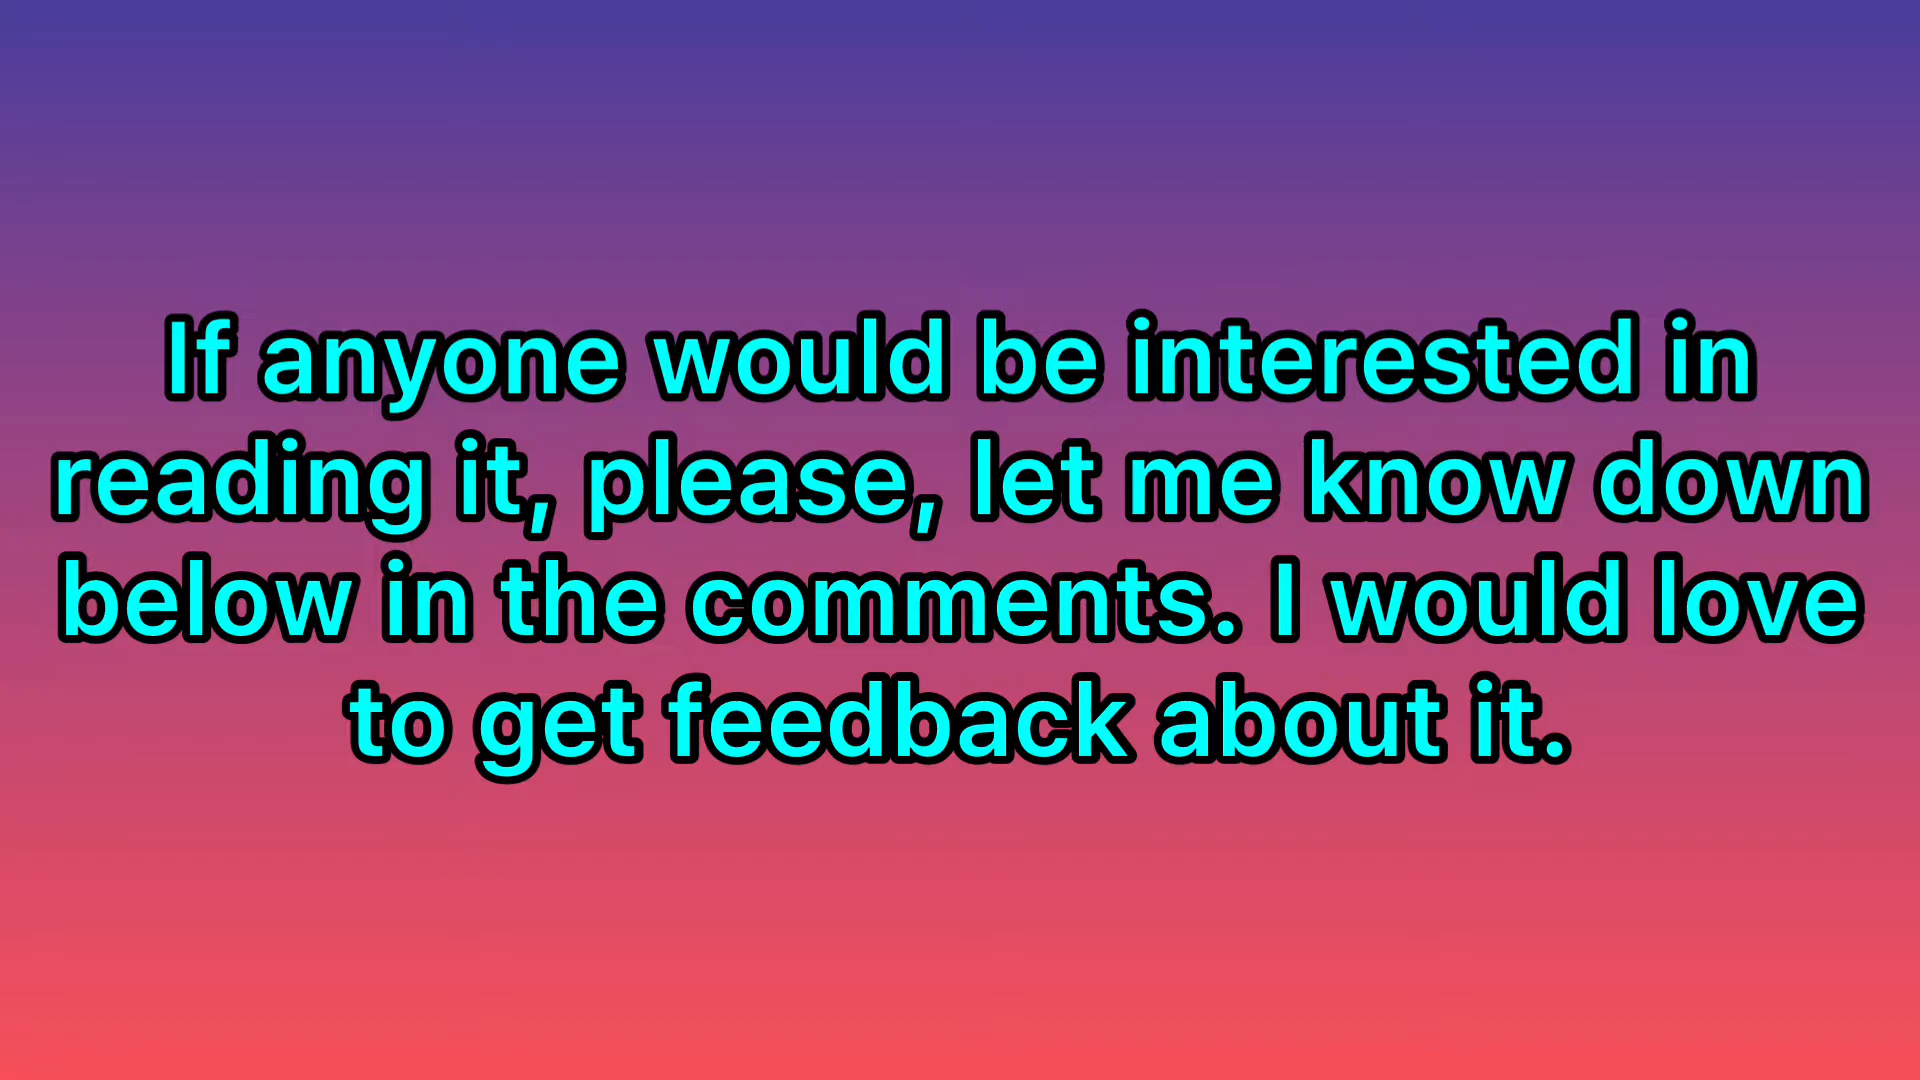 If anyone would be interested in
reading it, please, let me know down
below in the comments. I would love
to get feedback about it.